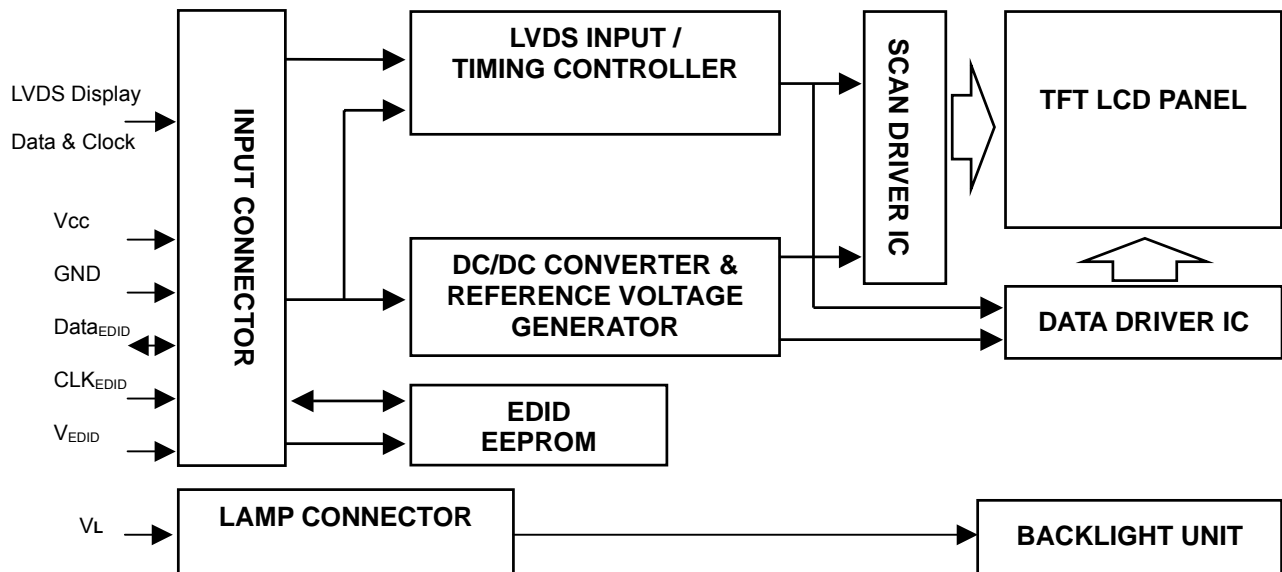 LVDS Display
Data & Clock
Vcc
GND
DataEDID
CLKEDID
VEDID
VL
INPUT CONNECTOR
LVDS INPUT /
TIMING CONTROLLER
DC/DC CONVERTER &
REFERENCE VOLTAGE
GENERATOR
EDID
EEPROM
SCAN DRIVER IC
TFT LCD PANEL
DATA DRIVER IC
LAMP CONNECTOR
BACKLIGHT UNIT